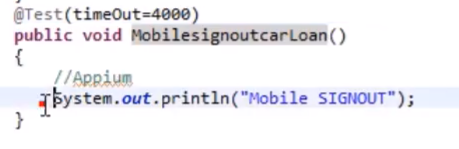 @Test(timeOut=4000)
public void MobilesignoutcarLoan()
{
//Appium
System.out.println("Mobile SIGNOUT");
}